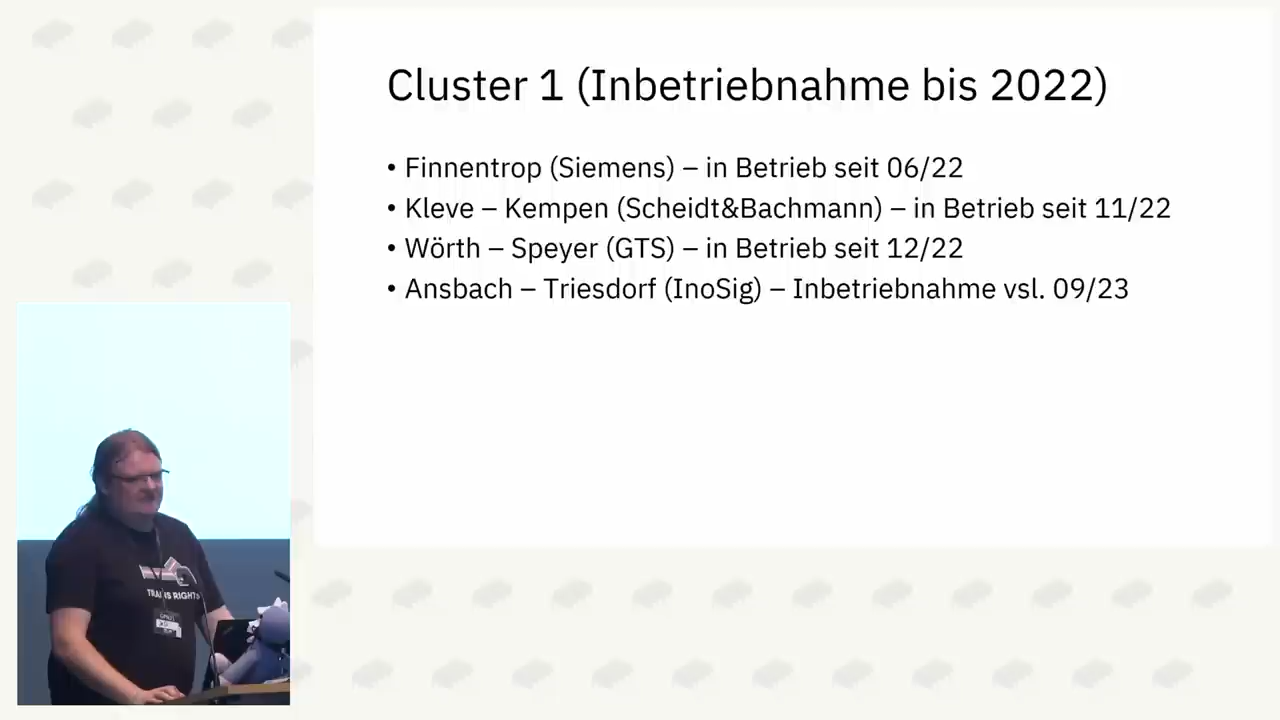 Cluster 1 (Inbetriebnahme bis 2022)
• Finnentrop (Siemens) – in Betrieb seit 06/22
• Kleve – Kempen (Scheidt&Bachmann) – in Betrieb seit 11/22
• Wörth – Speyer (GTS) – in Betrieb seit 12/22
• Ansbach – Triesdorf (InoSig) – Inbetriebnahme vsl. 09/23
TRANS RIGHTS